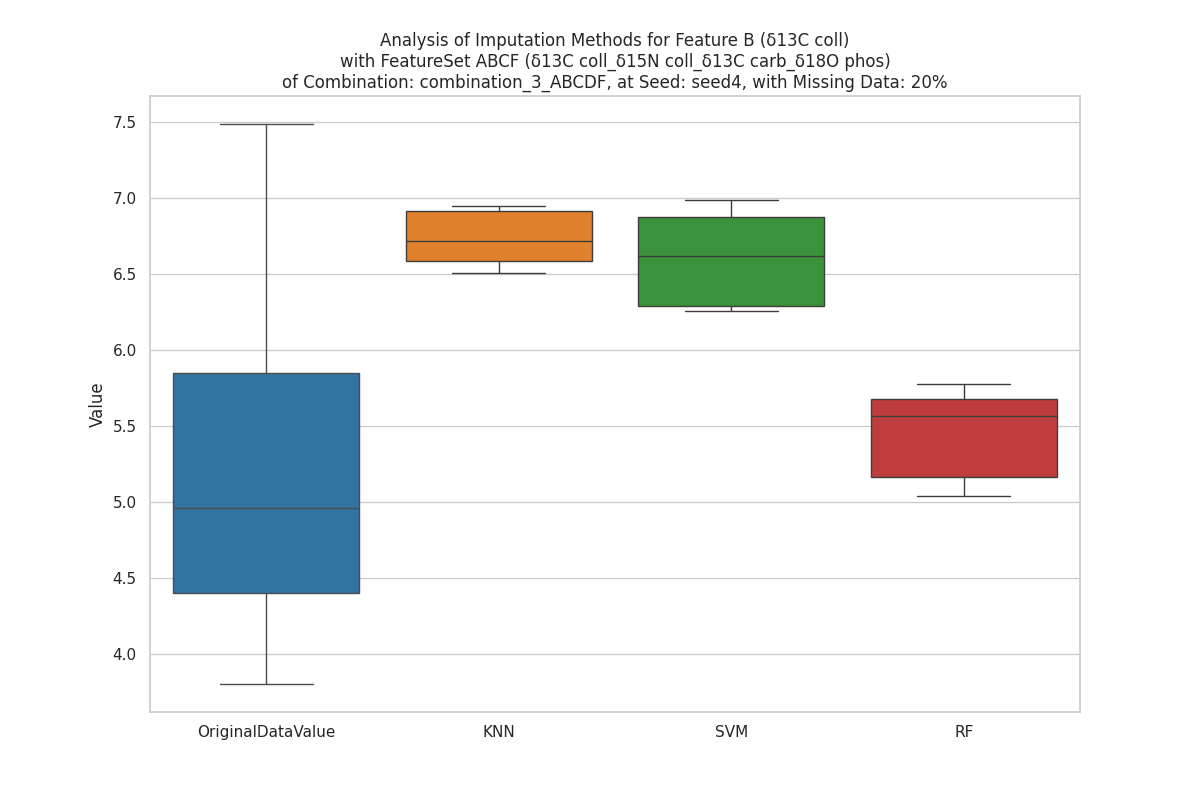 Analysis of Imputation Methods for Feature B (δ13C coll)
with FeatureSet ABCF (δ13C coll_δ15N coll_δ13C carb_δ18O phos)
of Combination: combination_3_ABCDF, at Seed: seed4, with Missing Data: 20%
7.5
7.0
6.5
6.0
5.5
5.0
4.5
4.0
Value
OriginalDataValue
KNN
SVM
RF